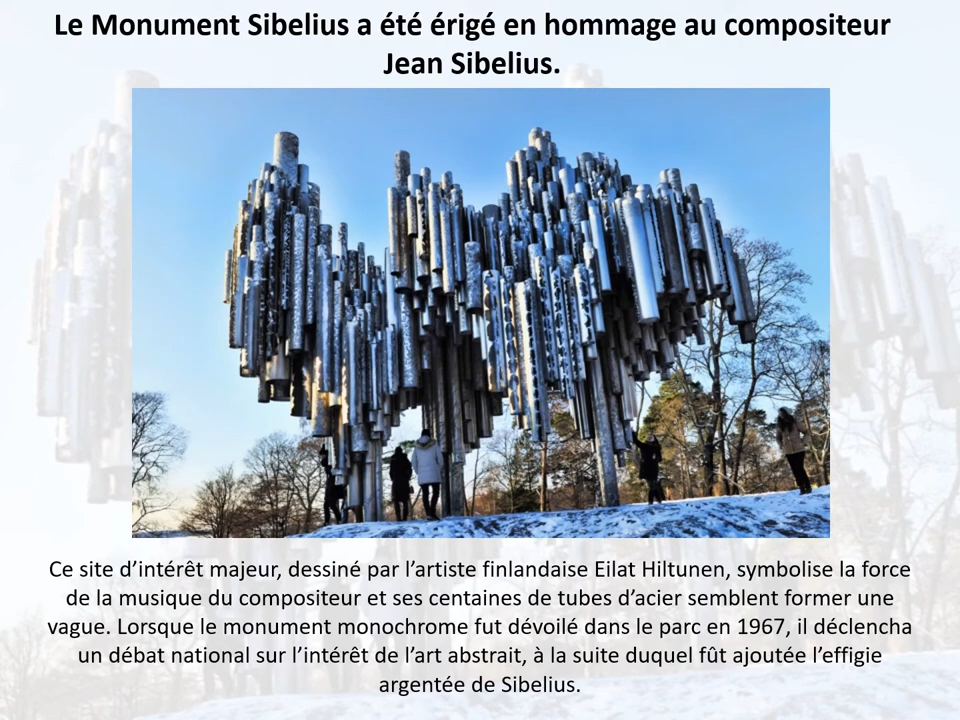 Le Monument Sibelius a été érigé en hommage au compositeur
Jean Sibelius.
Ce site d’intérêt majeur, dessiné par l’artiste finlandaise Eilat Hiltunen, symbolise la force
de la musique du compositeur et ses centaines de tubes d’acier semblent former une
vague. Lorsque le monument monochrome fut dévoilé dans le parc en 1967, il déclencha
un débat national sur l’intérêt de l’art abstrait, à la suite duquel fût ajoutée l’effigie
argentée de Sibelius.